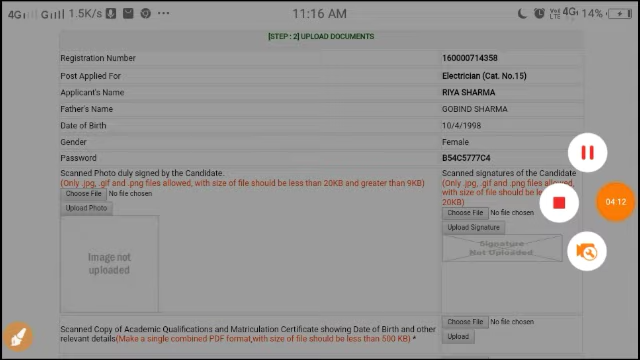 4G 4G 1.5K/s 11:16 AM VoLTE 4G 14%
[STEP : 2] UPLOAD DOCUMENTS
Registration Number 160000714358
Post Applied For Electrician (Cat. No.15)
Applicant's Name RIYA SHARMA
Father's Name GOBIND SHARMA
Date of Birth 10/4/1998
Gender Female
Password B54C5777C4
Scanned Photo duly signed by the Candidate.
(Only .jpg, .gif and .png files allowed, with size of file should be less than 20KB and greater than 9KB)
Choose File No file chosen
Upload Photo
Image not
uploaded
Scanned signatures of the Candidate
(Only .jpg, .gif and .png files allowed,
with size of file should be
20KB)
Choose File No file chosen
Upload Signature
Signature
Not Uploaded
04:12
Scanned Copy of Academic Qualifications and Matriculation Certificate showing Date of Birth and other
relevant details(Make a single combined PDF format,with size of file should be less than 500 KB) *
Choose File No file chosen
Upload